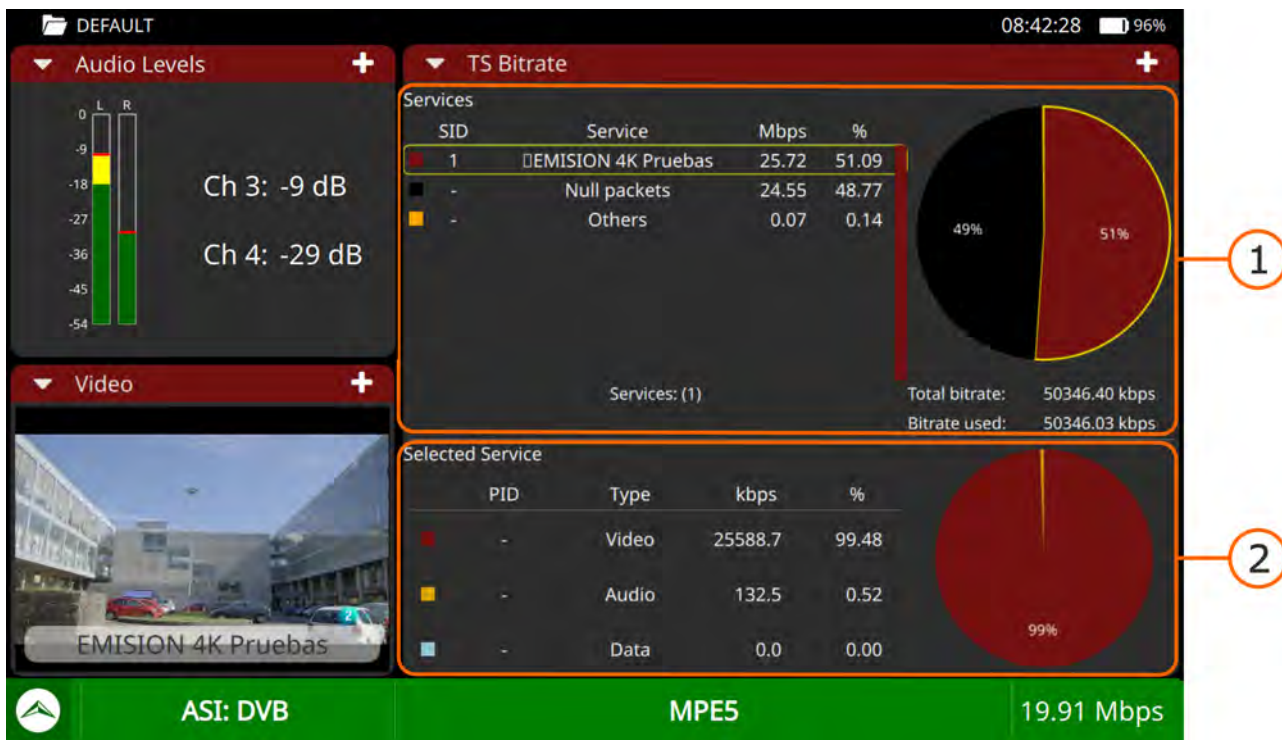 DEFAULT 08:42:28 96%
Audio Levels +
L R
0
-9
-18
-27
-36
-45
-54
Ch 3: -9 dB
Ch 4: -29 dB
Video +
2
EMISION 4K Pruebas
TS Bitrate +
Services
SID Service Mbps %
1 ▯EMISION 4K Pruebas 25.72 51.09
- Null packets 24.55 48.77
- Others 0.07 0.14
Services: (1)
49% 51%
Total bitrate: 50346.40 kbps
Bitrate used: 50346.03 kbps
1
Selected Service
PID Type kbps %
- Video 25588.7 99.48
- Audio 132.5 0.52
- Data 0.0 0.00
99%
2
ASI: DVB MPE5 19.91 Mbps